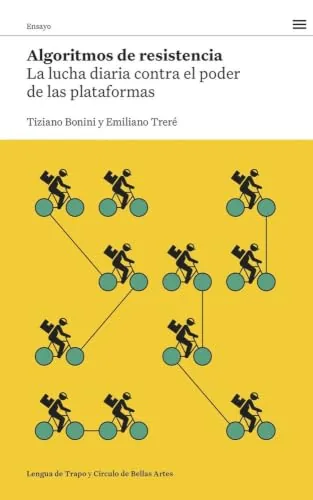 Ensayo
Algoritmos de resistencia
La lucha diaria contra el poder
de las plataformas
Tiziano Bonini y Emiliano Treré
Lengua de Trapo y Círculo de Bellas Artes